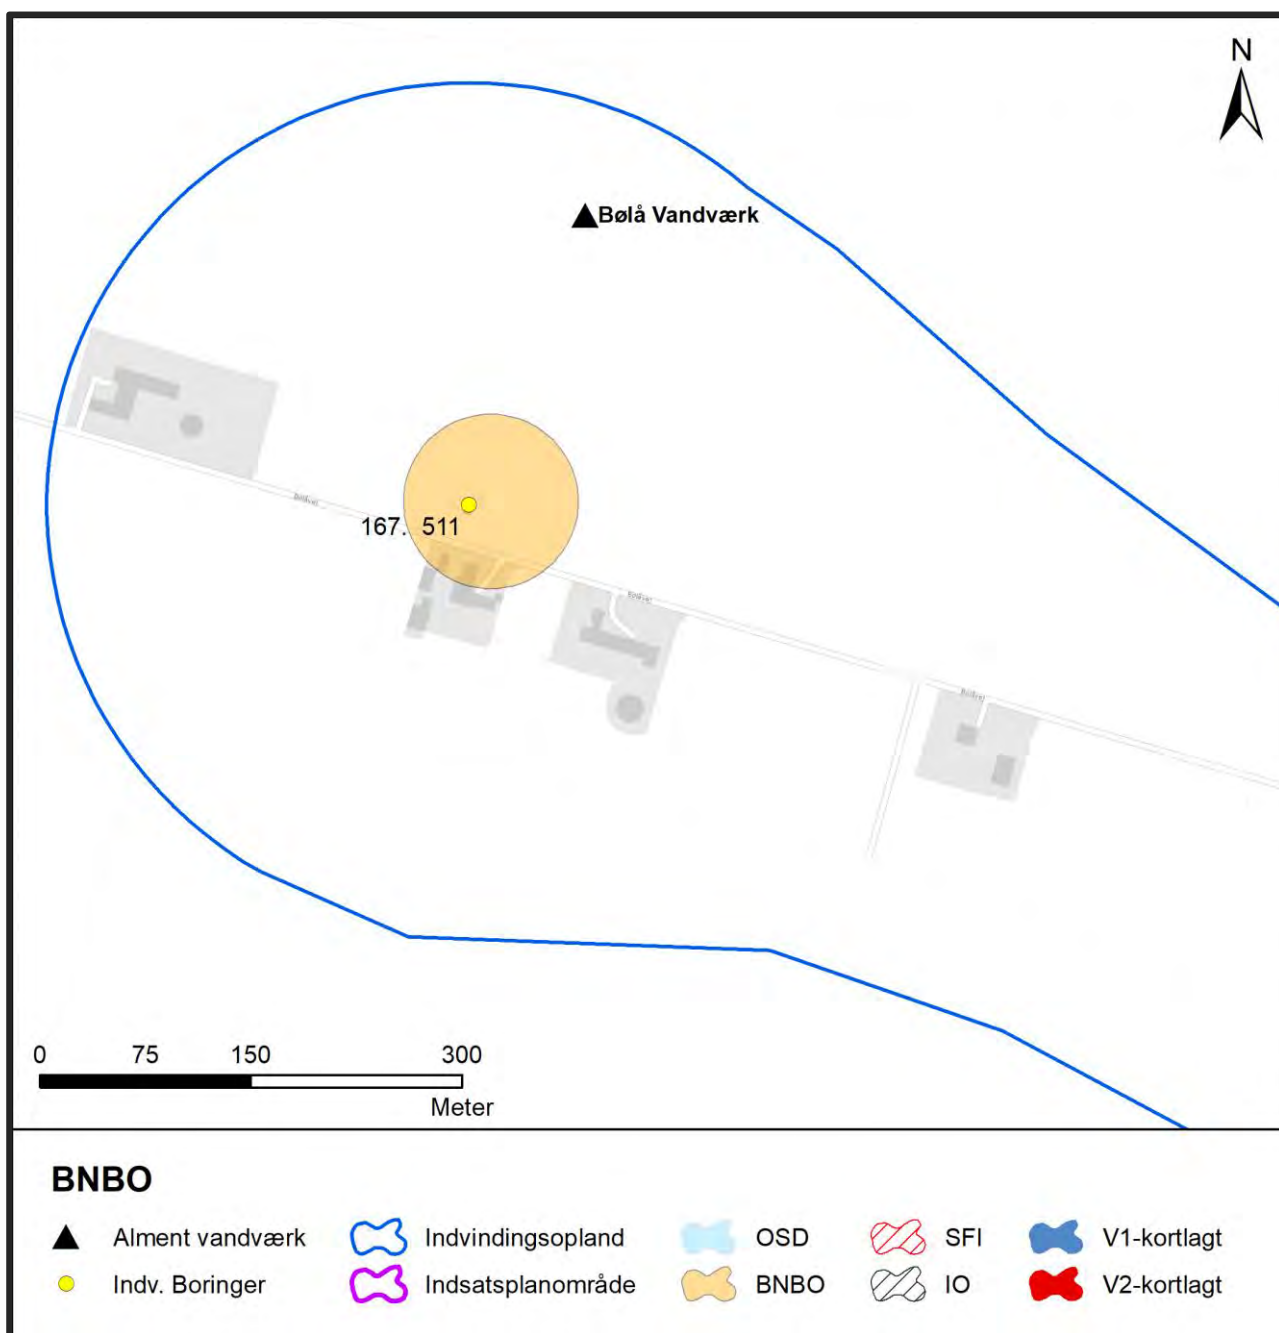 N
Bølå Vandværk
167. 511
0 75 150 300
Meter
BNBO
Alment vandværk
Indvindingsopland
OSD
SFI
V1-kortlagt
Indv. Boringer
Indsatsplanområde
BNBO
IO
V2-kortlagt